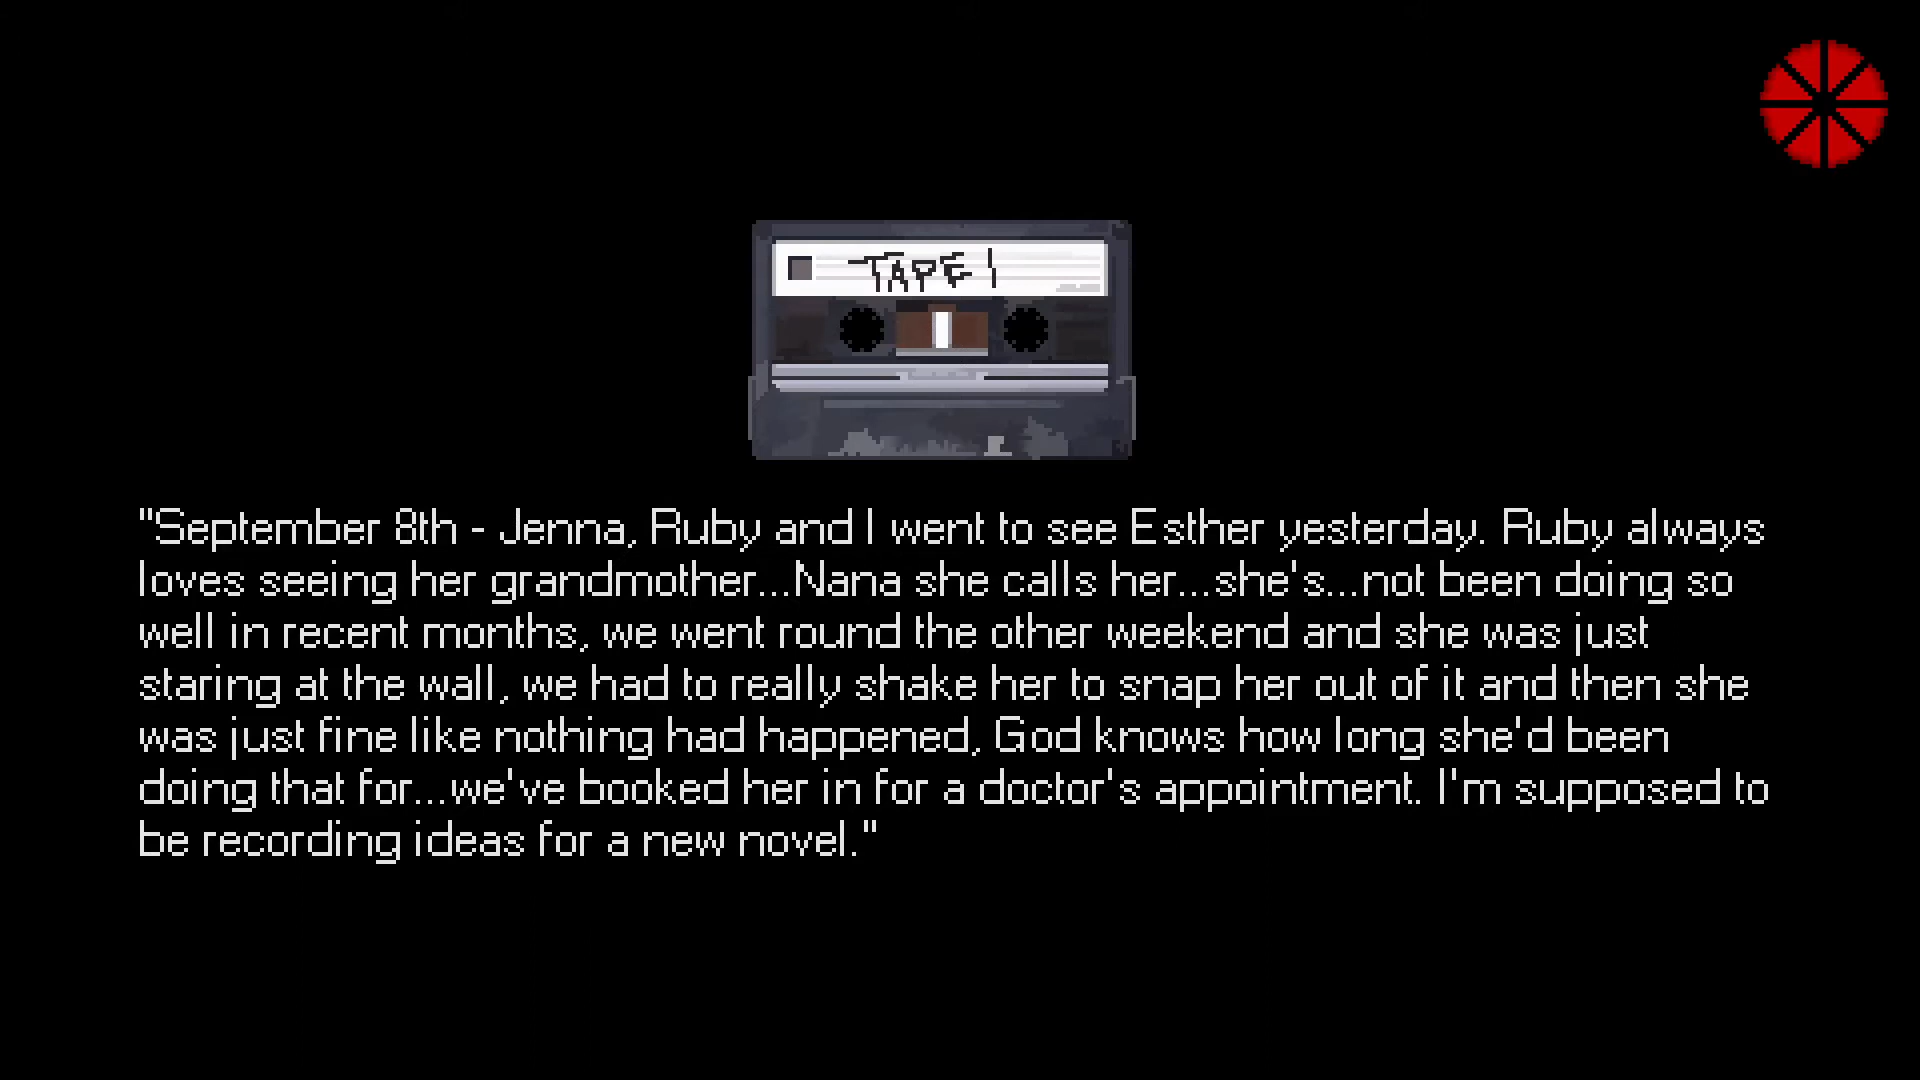 TAPE 1
"September 8th - Jenna, Ruby and I went to see Esther yesterday. Ruby always
loves seeing her grandmother...Nana she calls her...she's...not been doing so
well in recent months, we went round the other weekend and she was just
staring at the wall, we had to really shake her to snap her out of it and then she
was just fine like nothing had happened, God knows how long she'd been
doing that for...we've booked her in for a doctor's appointment. I'm supposed to
be recording ideas for a new novel."